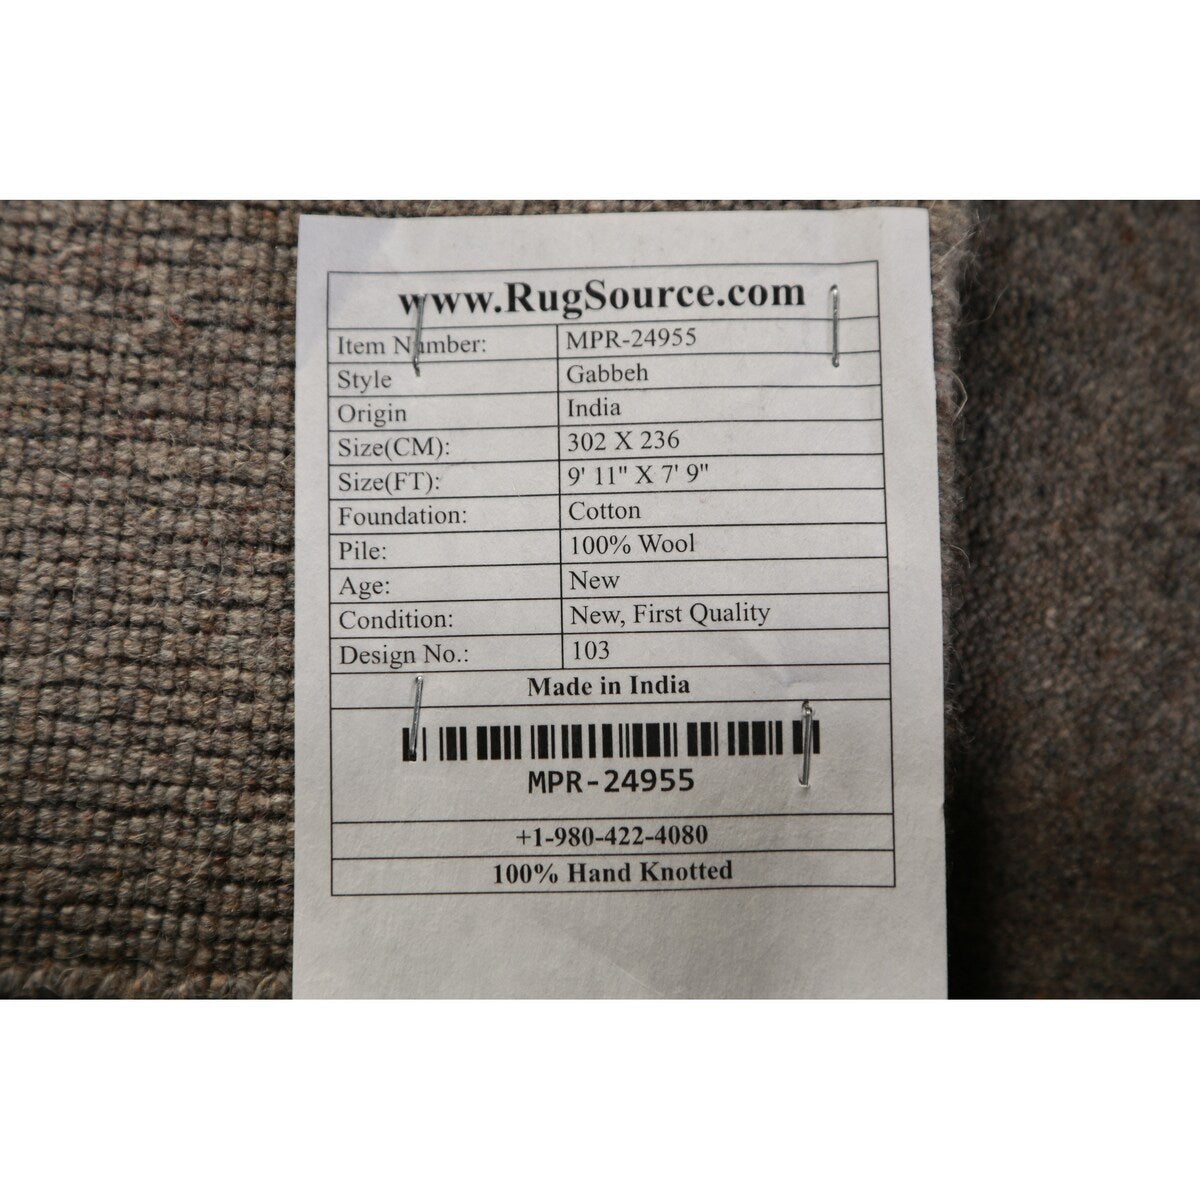 www.RugSource.com
Item Number: MPR-24955
Style Gabbeh
Origin India
Size(CM): 302 X 236
Size(FT): 9' 11" X 7' 9"
Foundation: Cotton
Pile: 100% Wool
Age: New
Condition: New, First Quality
Design No.: 103
Made in India
MPR-24955
+1-980-422-4080
100% Hand Knotted